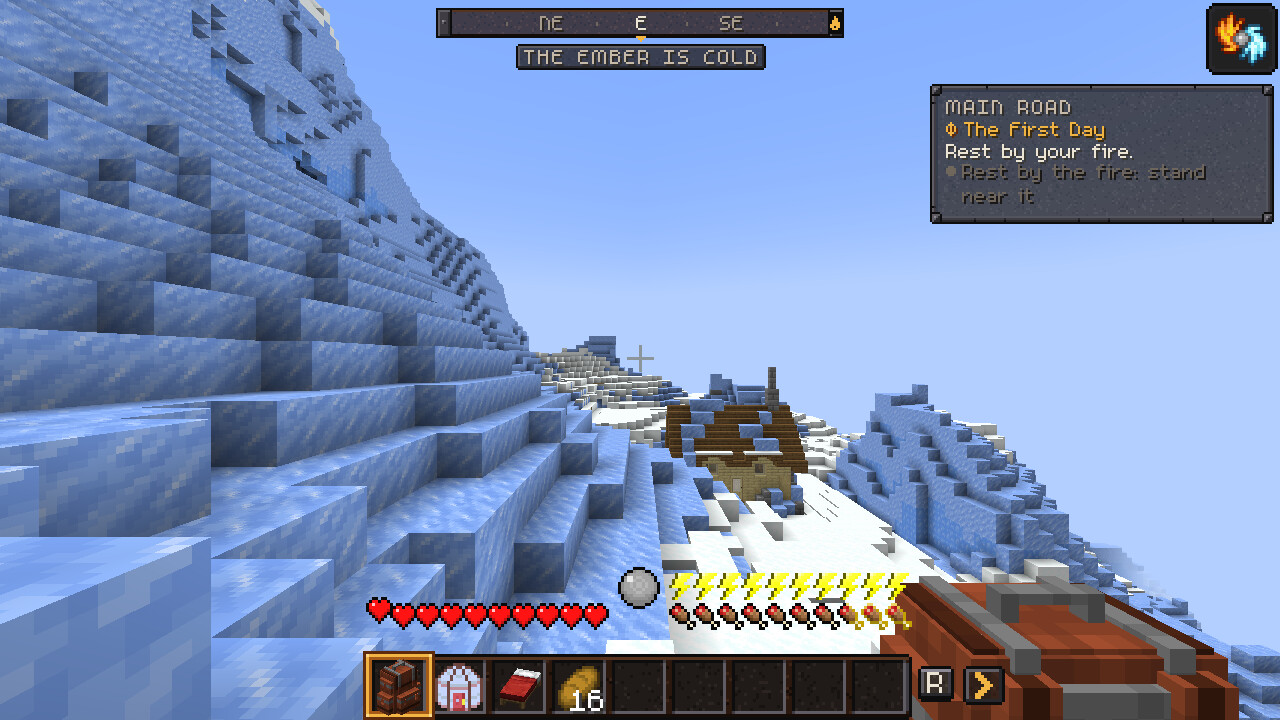 NE E SE
THE EMBER IS COLD
MAIN ROAD
The First Day
Rest by your fire.
Rest by the fire: stand
near it
16
R